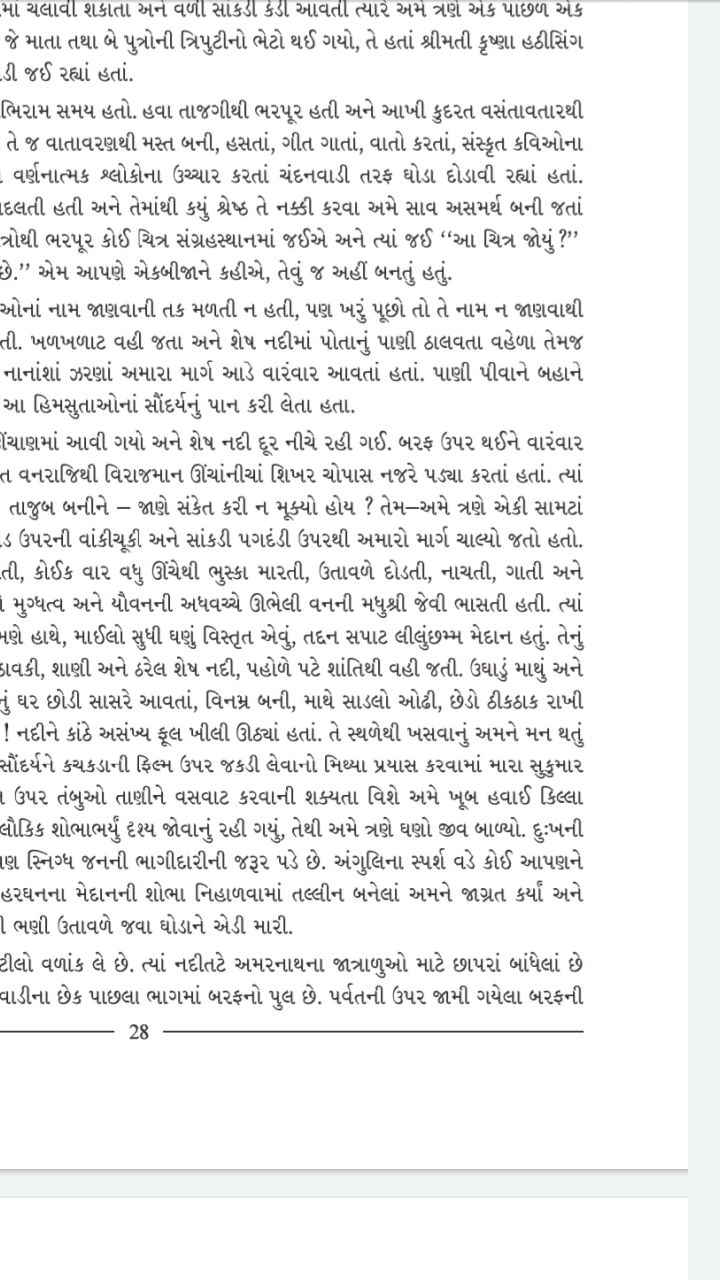 ચલાવી શકાતા અને વળી સાંકડી કેડી આવતી ત્યારે અમે ત્રણે એક પાછળ એક
જે માતા તથા બે પુત્રોની ત્રિપુટીનો ભેટો થઈ ગયો, તે હતાં શ્રીમતી કૃષ્ણા હઠીસિંગ
જઈ રહ્યાં હતાં.
ભિરામ સમય હતો. હવા તાજગીથી ભરપૂર હતી અને આખી કુદરત વસંતાવતારથી
તે જ વાતાવરણથી મસ્ત બની, હસતાં, ગીત ગાતાં, વાતો કરતાં, સંસ્કૃત કવિઓના
વર્ણનાત્મક શ્લોકોના ઉચ્ચાર કરતાં ચંદનવાડી તરફ ઘોડા દોડાવી રહ્યાં હતાં.
દલતી હતી અને તેમાંથી કયું શ્રેષ્ઠ તે નક્કી કરવા અમે સાવ અસમર્થ બની જતાં
ત્રોથી ભરપૂર કોઈ ચિત્ર સંગ્રહસ્થાનમાં જઈએ અને ત્યાં જઈ ‘‘આ ચિત્ર જોયું ?’’
છે.’’ એમ આપણે એકબીજાને કહીએ, તેવું જ અહીં બનતું હતું.
ઓનાં નામ જાણવાની તક મળતી ન હતી, પણ ખરું પૂછો તો તે નામ ન જાણવાથી
તી. ખળખળાટ વહી જતા અને શેષ નદીમાં પોતાનું પાણી ઠાલવતા વહેળા તેમજ
નાનાંશાં ઝરણાં અમારા માર્ગ આડે વારંવાર આવતાં હતાં. પાણી પીવાને બહાને
આ હિમસુતાઓનાં સૌંદર્યનું પાન કરી લેતા હતા.
ઊંચાણમાં આવી ગયો અને શેષ નદી દૂર નીચે રહી ગઈ. બરફ ઉપર થઈને વારંવાર
ત વનરાજિથી વિરાજમાન ઊંચાંનીચાં શિખર ચોપાસ નજરે પડ્યા કરતાં હતાં. ત્યાં
તાજુબ બનીને – જાણે સંકેત કરી ન મૂક્યો હોય ? તેમ–અમે ત્રણે એકી સામટાં
ડ ઉપરની વાંકીચૂકી અને સાંકડી પગદંડી ઉપરથી અમારો માર્ગ ચાલ્યો જતો હતો.
તી, કોઈક વાર વધુ ઊંચેથી ભુસ્કા મારતી, ઉતાવળે દોડતી, નાચતી, ગાતી અને
મુગ્ધત્વ અને યૌવનની અધવચ્ચે ઊભેલી વનની મધુશ્રી જેવી ભાસતી હતી. ત્યાં
મણે હાથે, માઈલો સુધી ઘણું વિસ્તૃત એવું, તદ્દન સપાટ લીલુંછમ્મ મેદાન હતું. તેનું
ઠાવકી, શાણી અને ઠરેલ શેષ નદી, પહોળે પટે શાંતિથી વહી જતી. ઉઘાડું માથું અને
નું ઘર છોડી સાસરે આવતાં, વિનમ્ર બની, માથે સાડલો ઓઢી, છેડો ઠીકઠાક રાખી
! નદીને કાંઠે અસંખ્ય ફૂલ ખીલી ઊઠ્યાં હતાં. તે સ્થળેથી ખસવાનું અમને મન થતું
સૌંદર્યને કચકડાની ફિલ્મ ઉપર જકડી લેવાનો મિથ્યા પ્રયાસ કરવામાં મારા સુકુમાર
ઉપર તંબુઓ તાણીને વસવાટ કરવાની શક્યતા વિશે અમે ખૂબ હવાઈ કિલ્લા
લૌકિક શોભાભર્યું દૃશ્ય જોવાનું રહી ગયું, તેથી અમે ત્રણે ઘણો જીવ બાળ્યો. દુઃખની
પણ સ્નિગ્ધ જનની ભાગીદારીની જરૂર પડે છે. અંગુલિના સ્પર્શ વડે કોઈ આપણને
હરઘનના મેદાનની શોભા નિહાળવામાં તલ્લીન બનેલાં અમને જાગ્રત કર્યાં અને
ભણી ઉતાવળે જવા ઘોડાને એડી મારી.
ટીલો વળાંક લે છે. ત્યાં નદીતટે અમરનાથના જાત્રાળુઓ માટે છાપરાં બાંધેલાં છે
વાડીના છેક પાછલા ભાગમાં બરફનો પુલ છે. પર્વતની ઉપર જામી ગયેલા બરફની
28